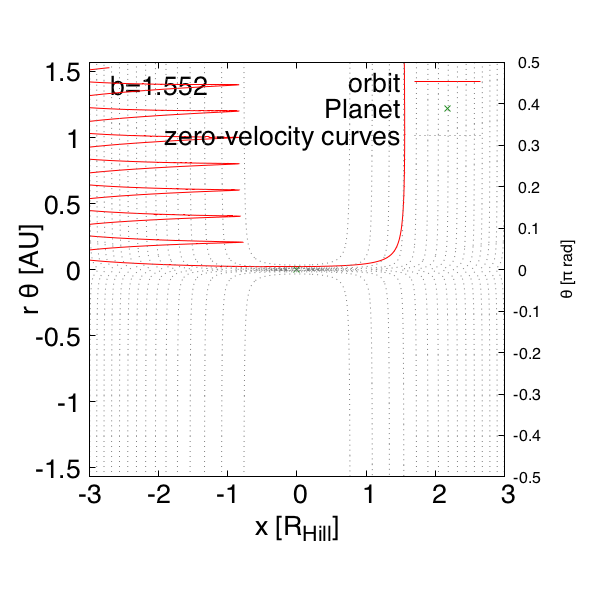 b=1.552
orbit
Planet
zero-velocity curves
1.5
1
0.5
0
-0.5
-1
-1.5
r θ [AU]
0.5
0.4
0.3
0.2
0.1
0
-0.1
-0.2
-0.3
-0.4
-0.5
θ [π rad]
-3 -2 -1 0 1 2 3
x [RHill]